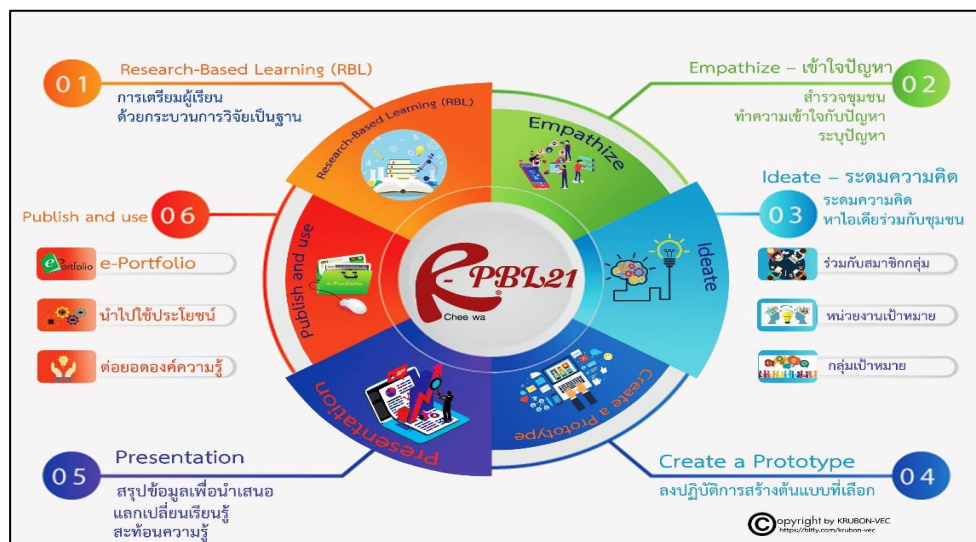 01
Research-Based Learning (RBL)
การเตรียมผู้เรียน
ด้วยกระบวนการวิจัยเป็นฐาน
Empathize – เข้าใจปัญหา
02
สำรวจชุมชน
ทำความเข้าใจกับปัญหา
ระบุปัญหา
Ideate – ระดมความคิด
03
ระดมความคิด
หาไอเดียร่วมกับชุมชน
ร่วมกับสมาชิกกลุ่ม
หน่วยงานเป้าหมาย
กลุ่มเป้าหมาย
Create a Prototype
04
ลงปฏิบัติการสร้างต้นแบบที่เลือก
05
Presentation
สรุปข้อมูลเพื่อนำเสนอ
แลกเปลี่ยนเรียนรู้
สะท้อนความรู้
Publish and use
06
e-Portfolio
e-Portfolio
นำไปใช้ประโยชน์
ต่อยอดองค์ความรู้
Research-Based Learning (RBL)
Empathize
Ideate
Create a Prototype
Presentation
Publish and use
e-Portfolio
R-PBL21
®
Chee wa
©opyright by KRUBON-VEC
https://bitly.com/krubon-vec